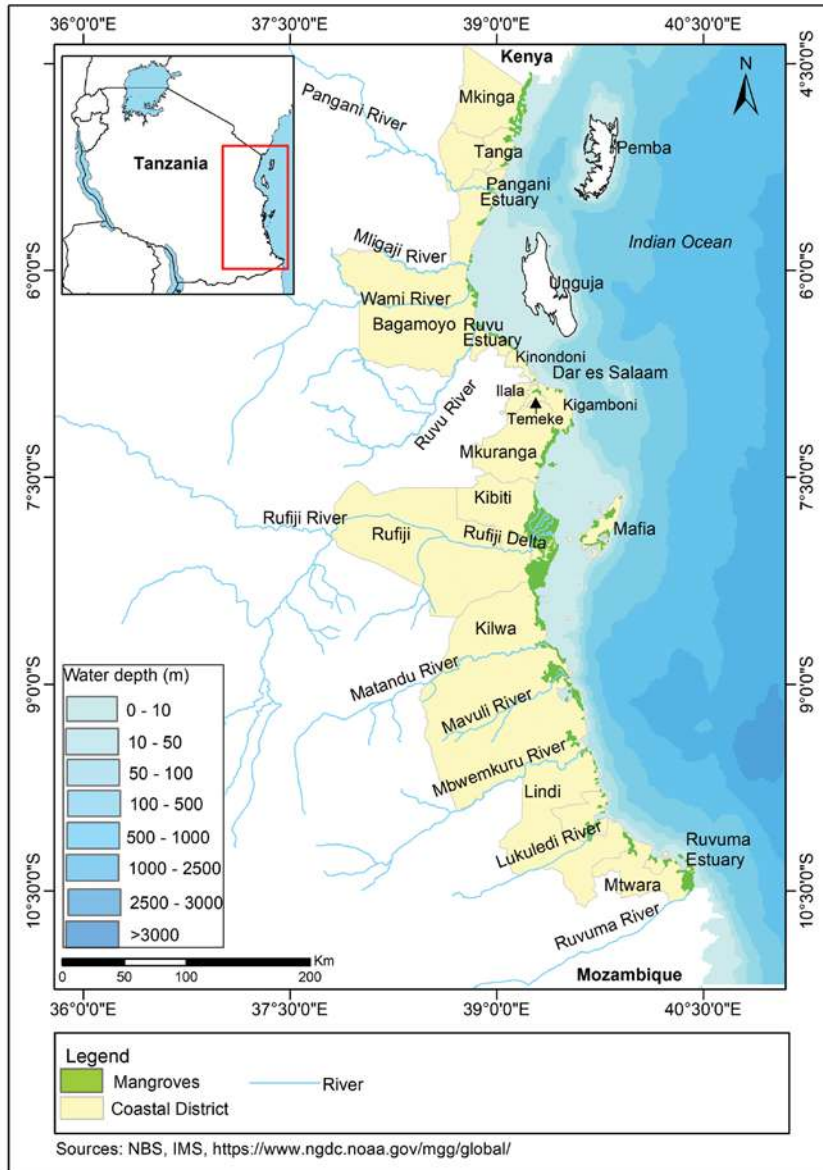 36°0'0"E 37°30'0"E 39°0'0"E 40°30'0"E
Kenya
4°30'0"S
N
Mkinga
Pangani River
Tanga
Pemba
Tanzania
Pangani
Estuary
Indian Ocean
Mligaji River
6°0'0"S
6°0'0"S
Unguja
Wami River
Bagamoyo
Ruvu
Estuary
Kinondoni
Dar es Salaam
Ilala
Kigamboni
Temeke
Ruvu River
Mkuranga
7°30'0"S
7°30'0"S
Kibiti
Rufiji River
Rufiji
Rufiji Delta
Mafia
Kilwa
Matandu River
9°0'0"S
9°0'0"S
Mavuli River
Mbwemkuru River
Lindi
Lukuledi River
Ruvuma
Estuary
Mtwara
10°30'0"S
10°30'0"S
Ruvuma River
Mozambique
Water depth (m)
0 - 10
10 - 50
50 - 100
100 - 500
500 - 1000
1000 - 2500
2500 - 3000
>3000
Km
0 50 100 200
36°0'0"E 37°30'0"E 39°0'0"E 40°30'0"E
Legend
Mangroves
River
Coastal District
Sources: NBS, IMS, https://www.ngdc.noaa.gov/mgg/global/